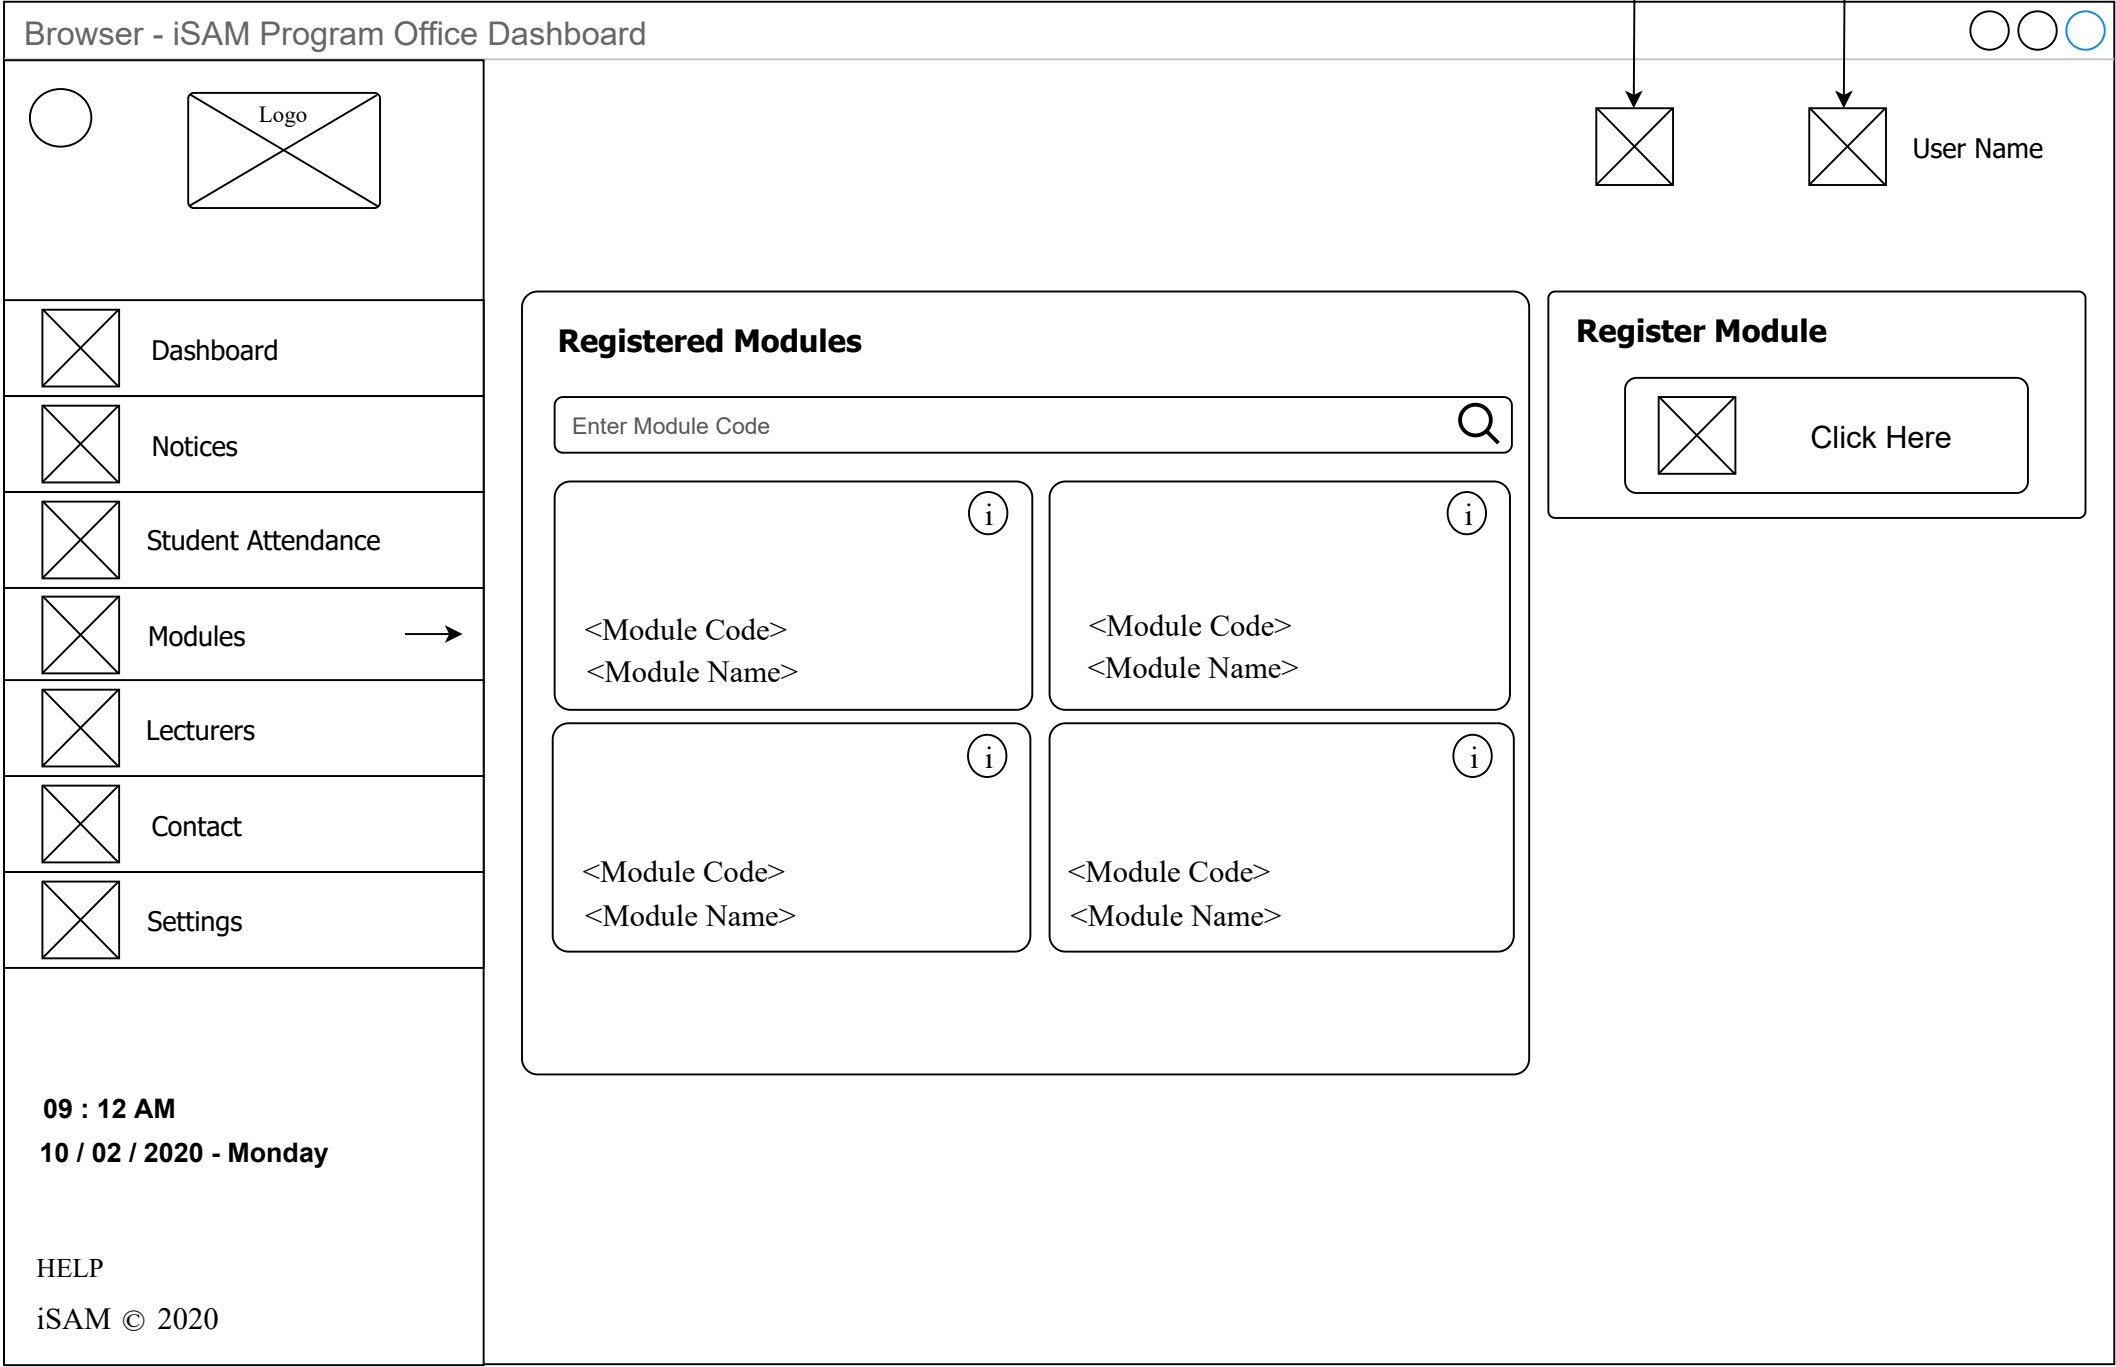 Browser - iSAM Program Office Dashboard
Logo
User Name
Dashboard
Notices
Student Attendance
Modules
Lecturers
Contact
Settings
09 : 12 AM
10 / 02 / 2020 - Monday
HELP
iSAM © 2020
Registered Modules
Enter Module Code
i
<Module Code>
<Module Name>
i
<Module Code>
<Module Name>
i
<Module Code>
<Module Name>
i
<Module Code>
<Module Name>
Register Module
Click Here